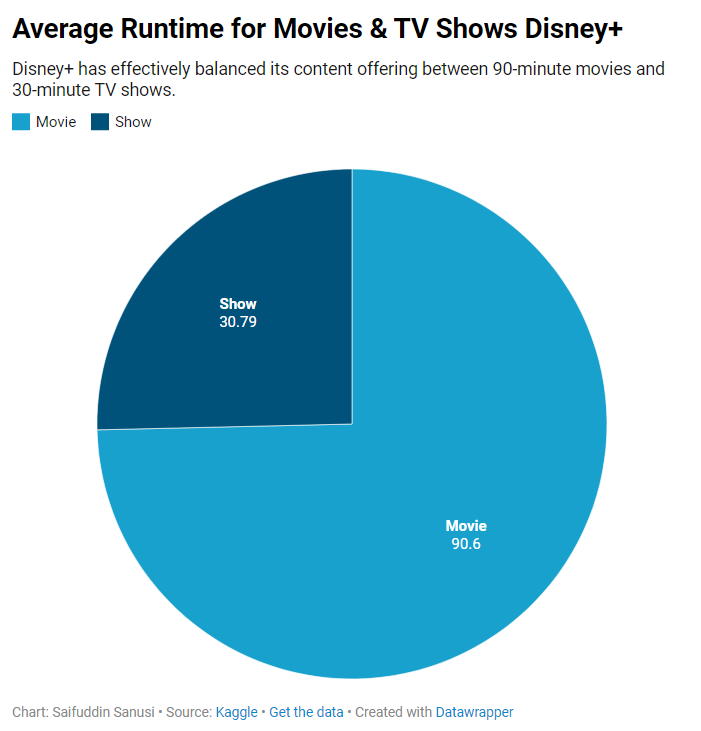 Average Runtime for Movies & TV Shows Disney+
Disney+ has effectively balanced its content offering between 90-minute movies and
30-minute TV shows.
Movie Show
Show
30.79
Movie
90.6
Chart: Saifuddin Sanusi • Source: Kaggle • Get the data • Created with Datawrapper